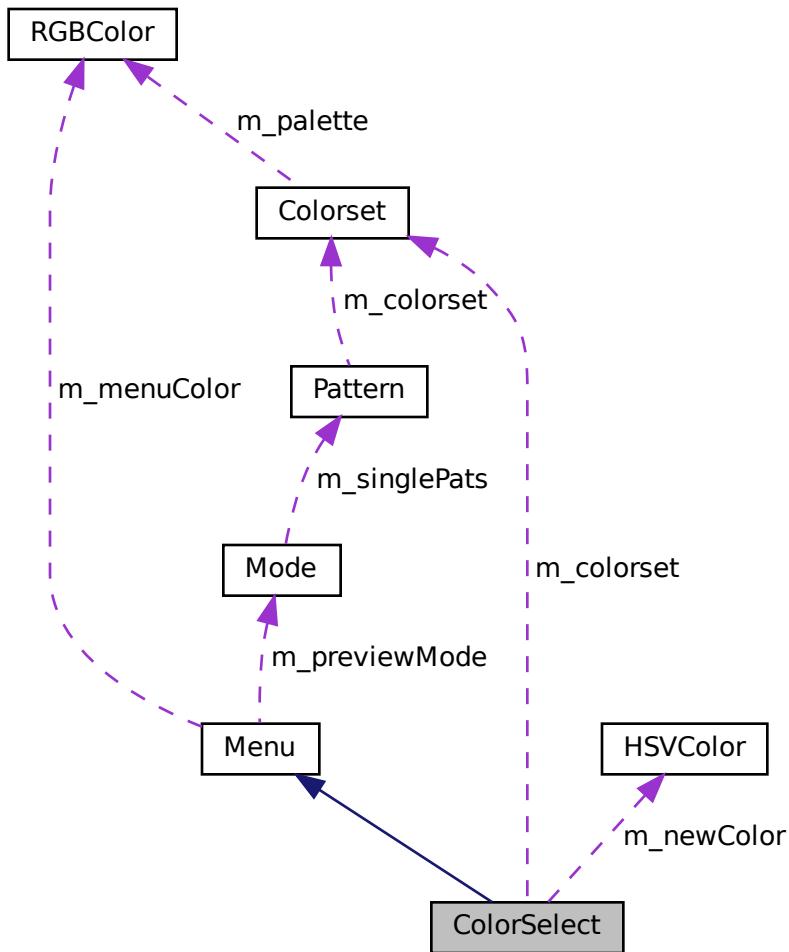 RGBColor
m_palette
Colorset
m_colorset
Pattern
m_menuColor
m_singlePats
Mode
m_colorset
m_previewMode
Menu
HSVColor
m_newColor
ColorSelect